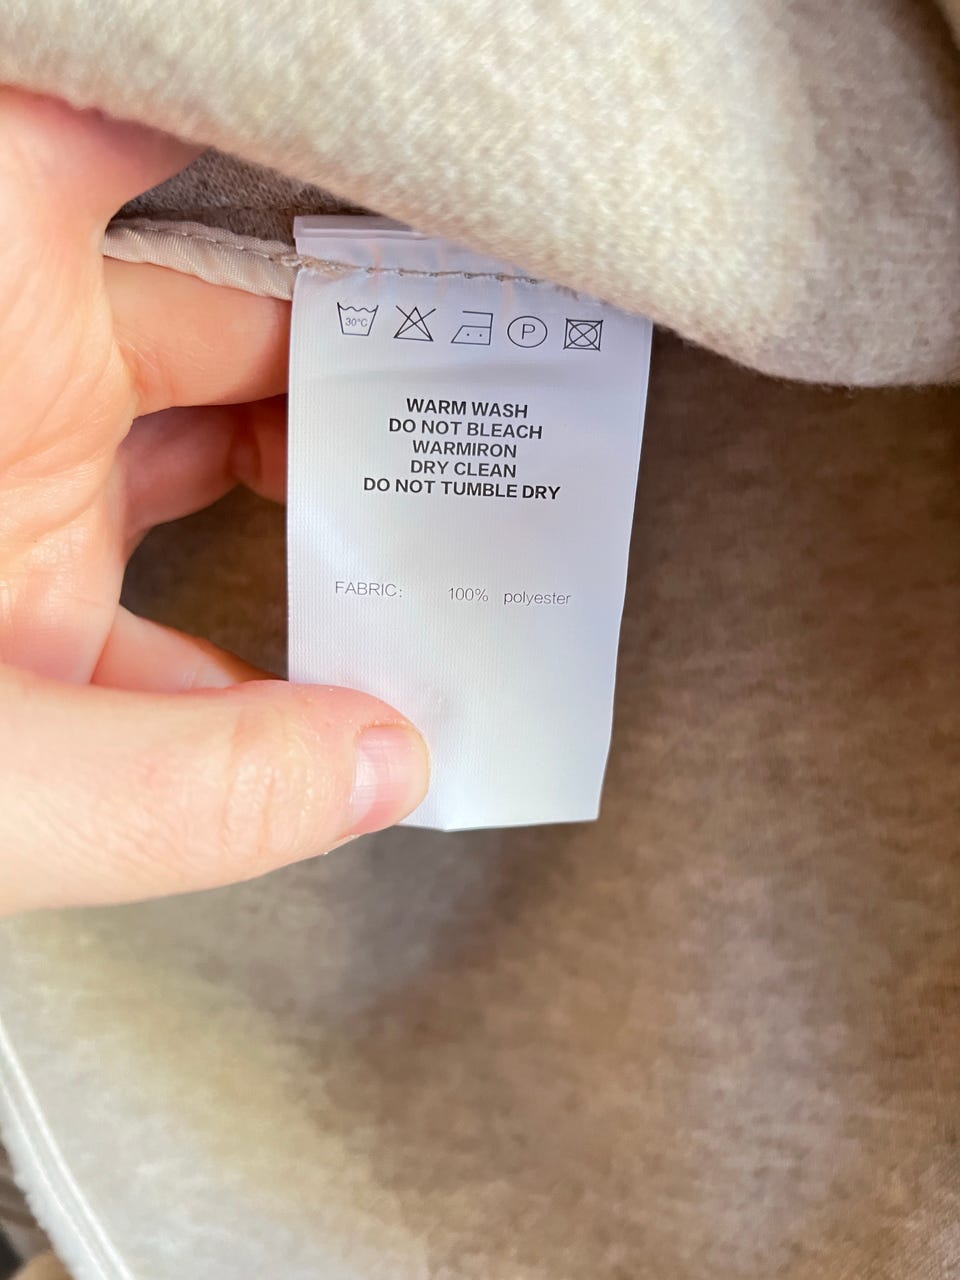 30°C P
WARM WASH
DO NOT BLEACH
WARMIRON
DRY CLEAN
DO NOT TUMBLE DRY
FABRIC: 100% polyester